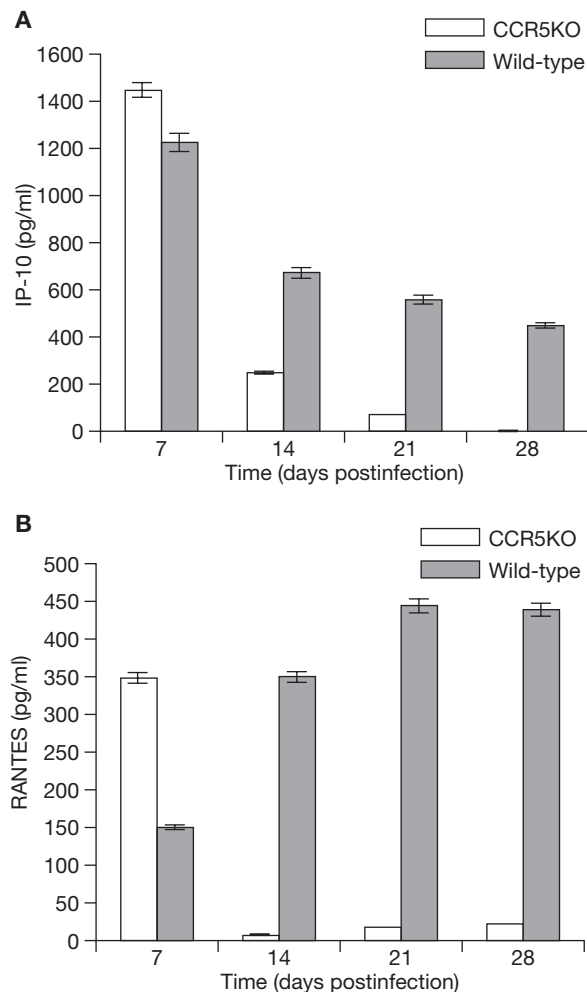 A
CCR5KO
Wild-type
1600
1400
1200
1000
800
600
400
200
0
IP-10 (pg/ml)
7 14 21 28
Time (days postinfection)
B
CCR5KO
Wild-type
500
450
400
350
300
250
200
150
100
50
0
RANTES (pg/ml)
7 14 21 28
Time (days postinfection)